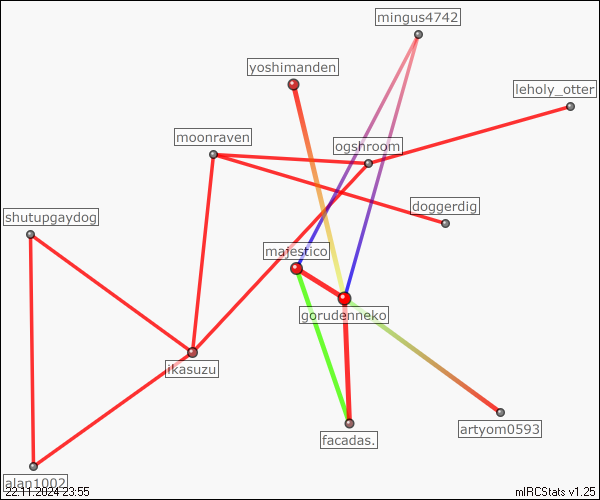 mingus4742
yoshimanden
leholy_otter
moonraven
ogshroom
doggerdig
shutupgaydog
majestico
gorudenneko
ikasuzu
artyom0593
facadas.
alan1002
22.11.2024 23:55
mIRCStats v1.25